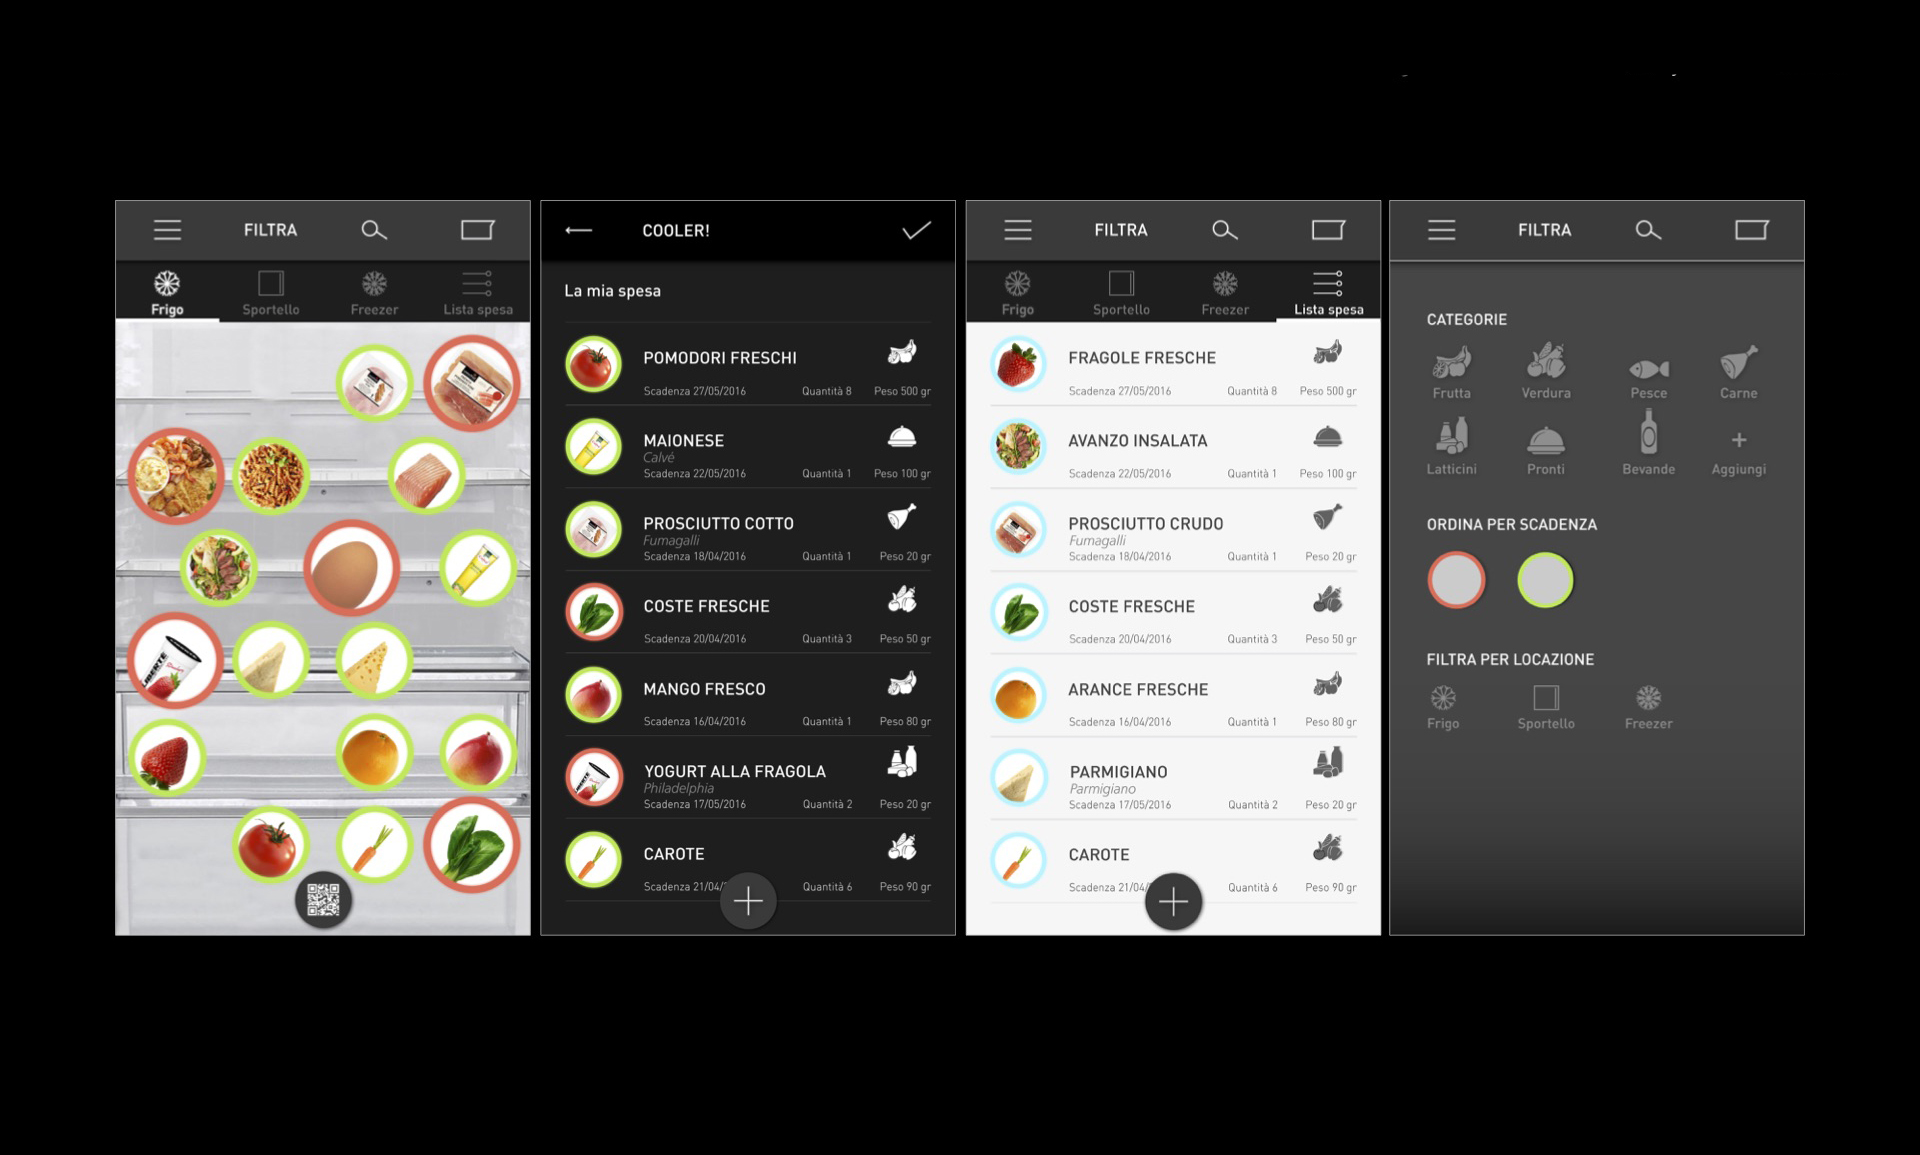 FILTRA
Frigo Sportello Freezer Lista spesa
COOLER!
La mia spesa
POMODORI FRESCHI
Scadenza 27/05/2016 Quantità 8 Peso 500 gr
MAIONESE
Calvé
Scadenza 22/05/2016 Quantità 1 Peso 100 gr
PROSCIUTTO COTTO
Fumagalli
Scadenza 18/04/2016 Quantità 1 Peso 20 gr
COSTE FRESCHE
Scadenza 20/04/2016 Quantità 3 Peso 50 gr
MANGO FRESCO
Scadenza 16/04/2016 Quantità 1 Peso 80 gr
YOGURT ALLA FRAGOLA
Philadelphia
Scadenza 17/05/2016 Quantità 2 Peso 20 gr
CAROTE
Scadenza 21/04/ Quantità 6 Peso 90 gr
FILTRA
Frigo Sportello Freezer Lista spesa
FRAGOLE FRESCHE
Scadenza 27/05/2016 Quantità 8 Peso 500 gr
AVANZO INSALATA
Scadenza 22/05/2016 Quantità 1 Peso 100 gr
PROSCIUTTO CRUDO
Fumagalli
Scadenza 18/04/2016 Quantità 1 Peso 20 gr
COSTE FRESCHE
Scadenza 20/04/2016 Quantità 3 Peso 50 gr
ARANCE FRESCHE
Scadenza 16/04/2016 Quantità 1 Peso 80 gr
PARMIGIANO
Parmigiano
Scadenza 17/05/2016 Quantità 2 Peso 20 gr
CAROTE
Scadenza 21/04/ Quantità 6 Peso 90 gr
FILTRA
CATEGORIE
Frutta Verdura Pesce Carne
Latticini Pronti Bevande Aggiungi
ORDINA PER SCADENZA
FILTRA PER LOCAZIONE
Frigo Sportello Freezer